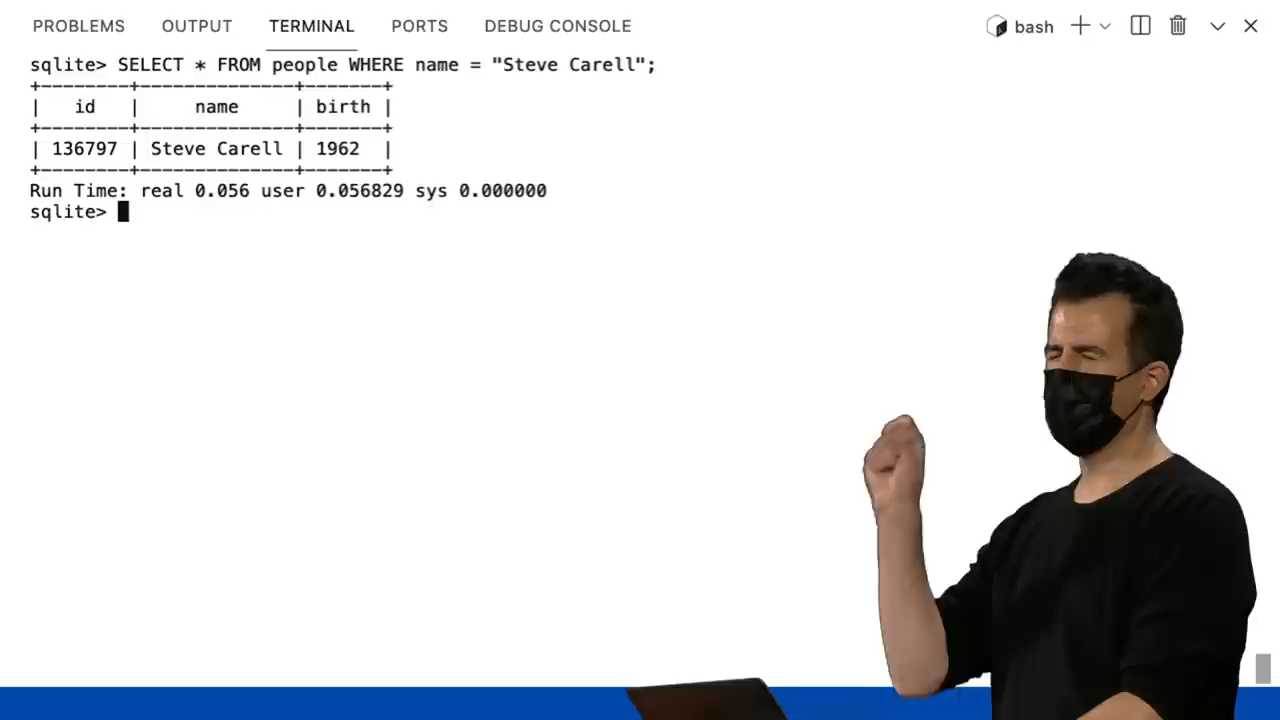 PROBLEMS OUTPUT TERMINAL PORTS DEBUG CONSOLE bash
sqlite> SELECT * FROM people WHERE name = "Steve Carell";
+--------+--------------+-------+
| id | name | birth |
+--------+--------------+-------+
| 136797 | Steve Carell | 1962 |
+--------+--------------+-------+
Run Time: real 0.056 user 0.056829 sys 0.000000
sqlite>